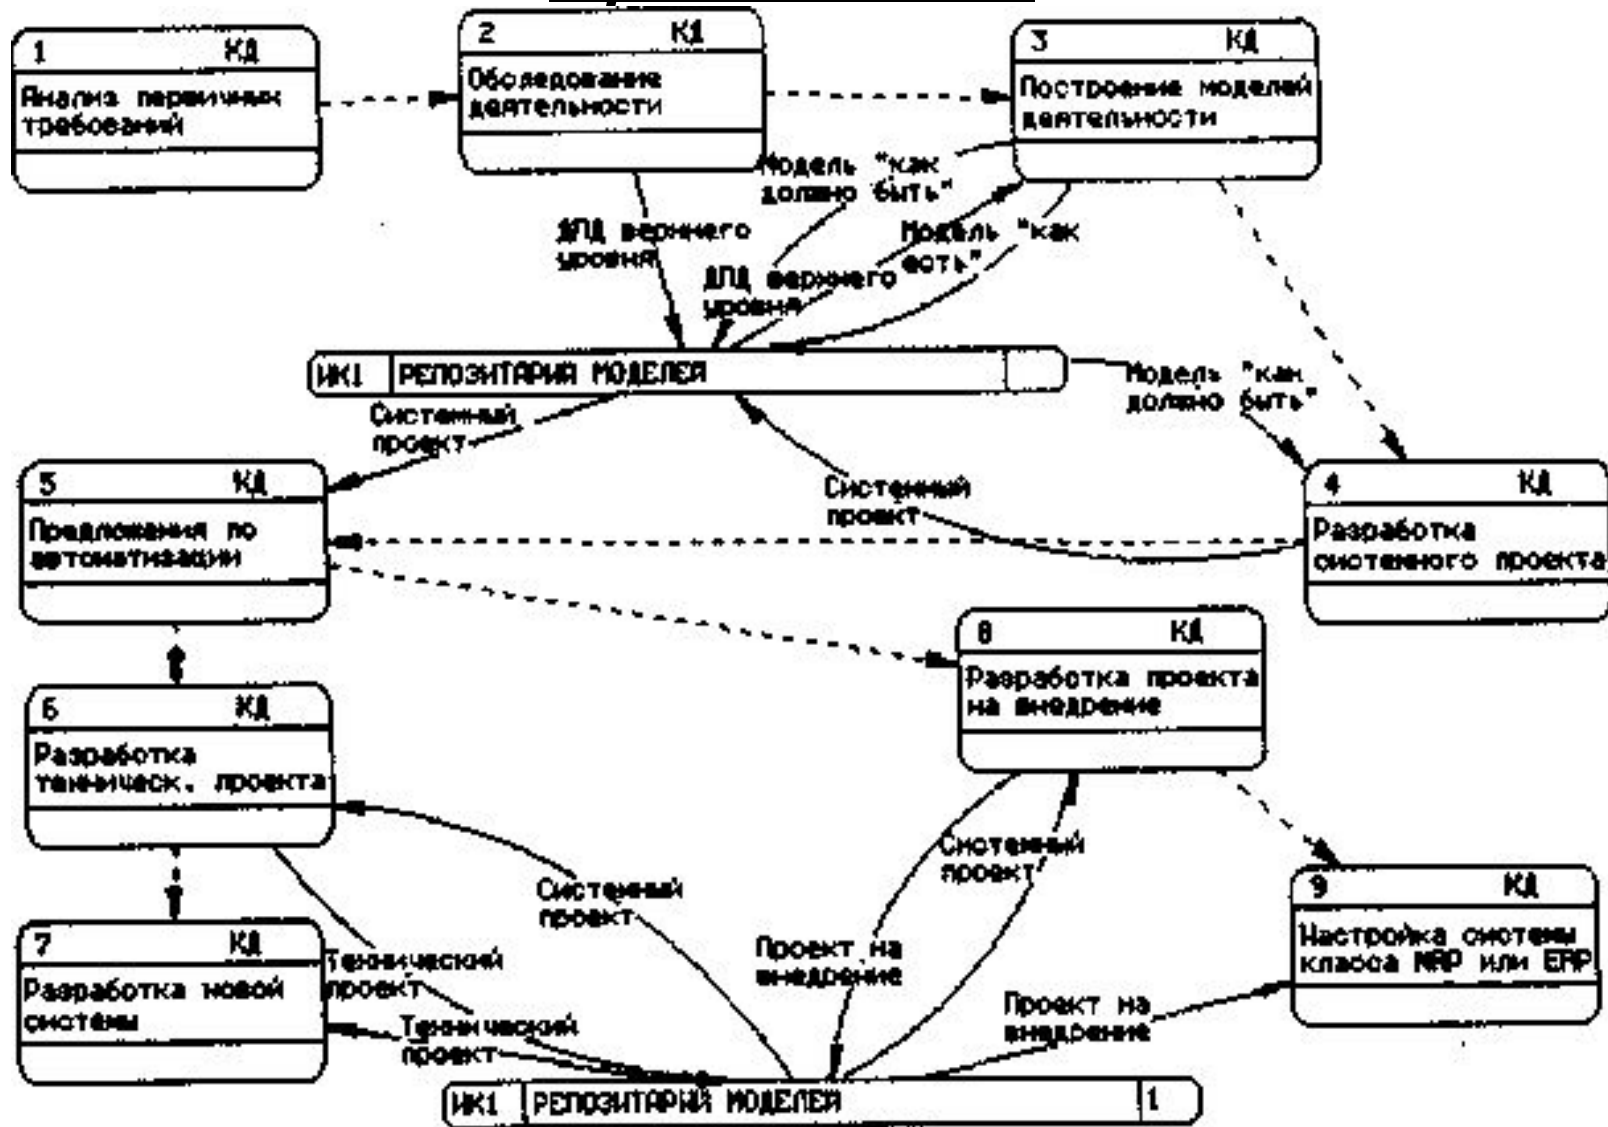 1 КД
Анализ первичных
требований
2 КД
Обследование
деятельности
3 КД
Построение моделей
деятельности
Модель "как
должно быть"
ДПД верхнего
уровня
Модель "как
есть"
ДПД верхнего
уровня
ИК1 РЕПОЗИТАРИЙ МОДЕЛЕЙ
Модель "как
должно быть"
Системный
проект
Системный
проект
4 КД
Разработка
системного проекта
5 КД
Предложения по
автоматизации
8 КД
Разработка проекта
на внедрение
6 КД
Разработка
техническ. проекта
Системный
проект
Системный
проект
9 КД
Настройка системы
класса MRP или ERP
7 КД
Разработка новой
системы
Технический
проект
Проект на
внедрение
Технический
проект
Проект на
внедрение
ИК1 РЕПОЗИТАРИЙ МОДЕЛЕЙ 1